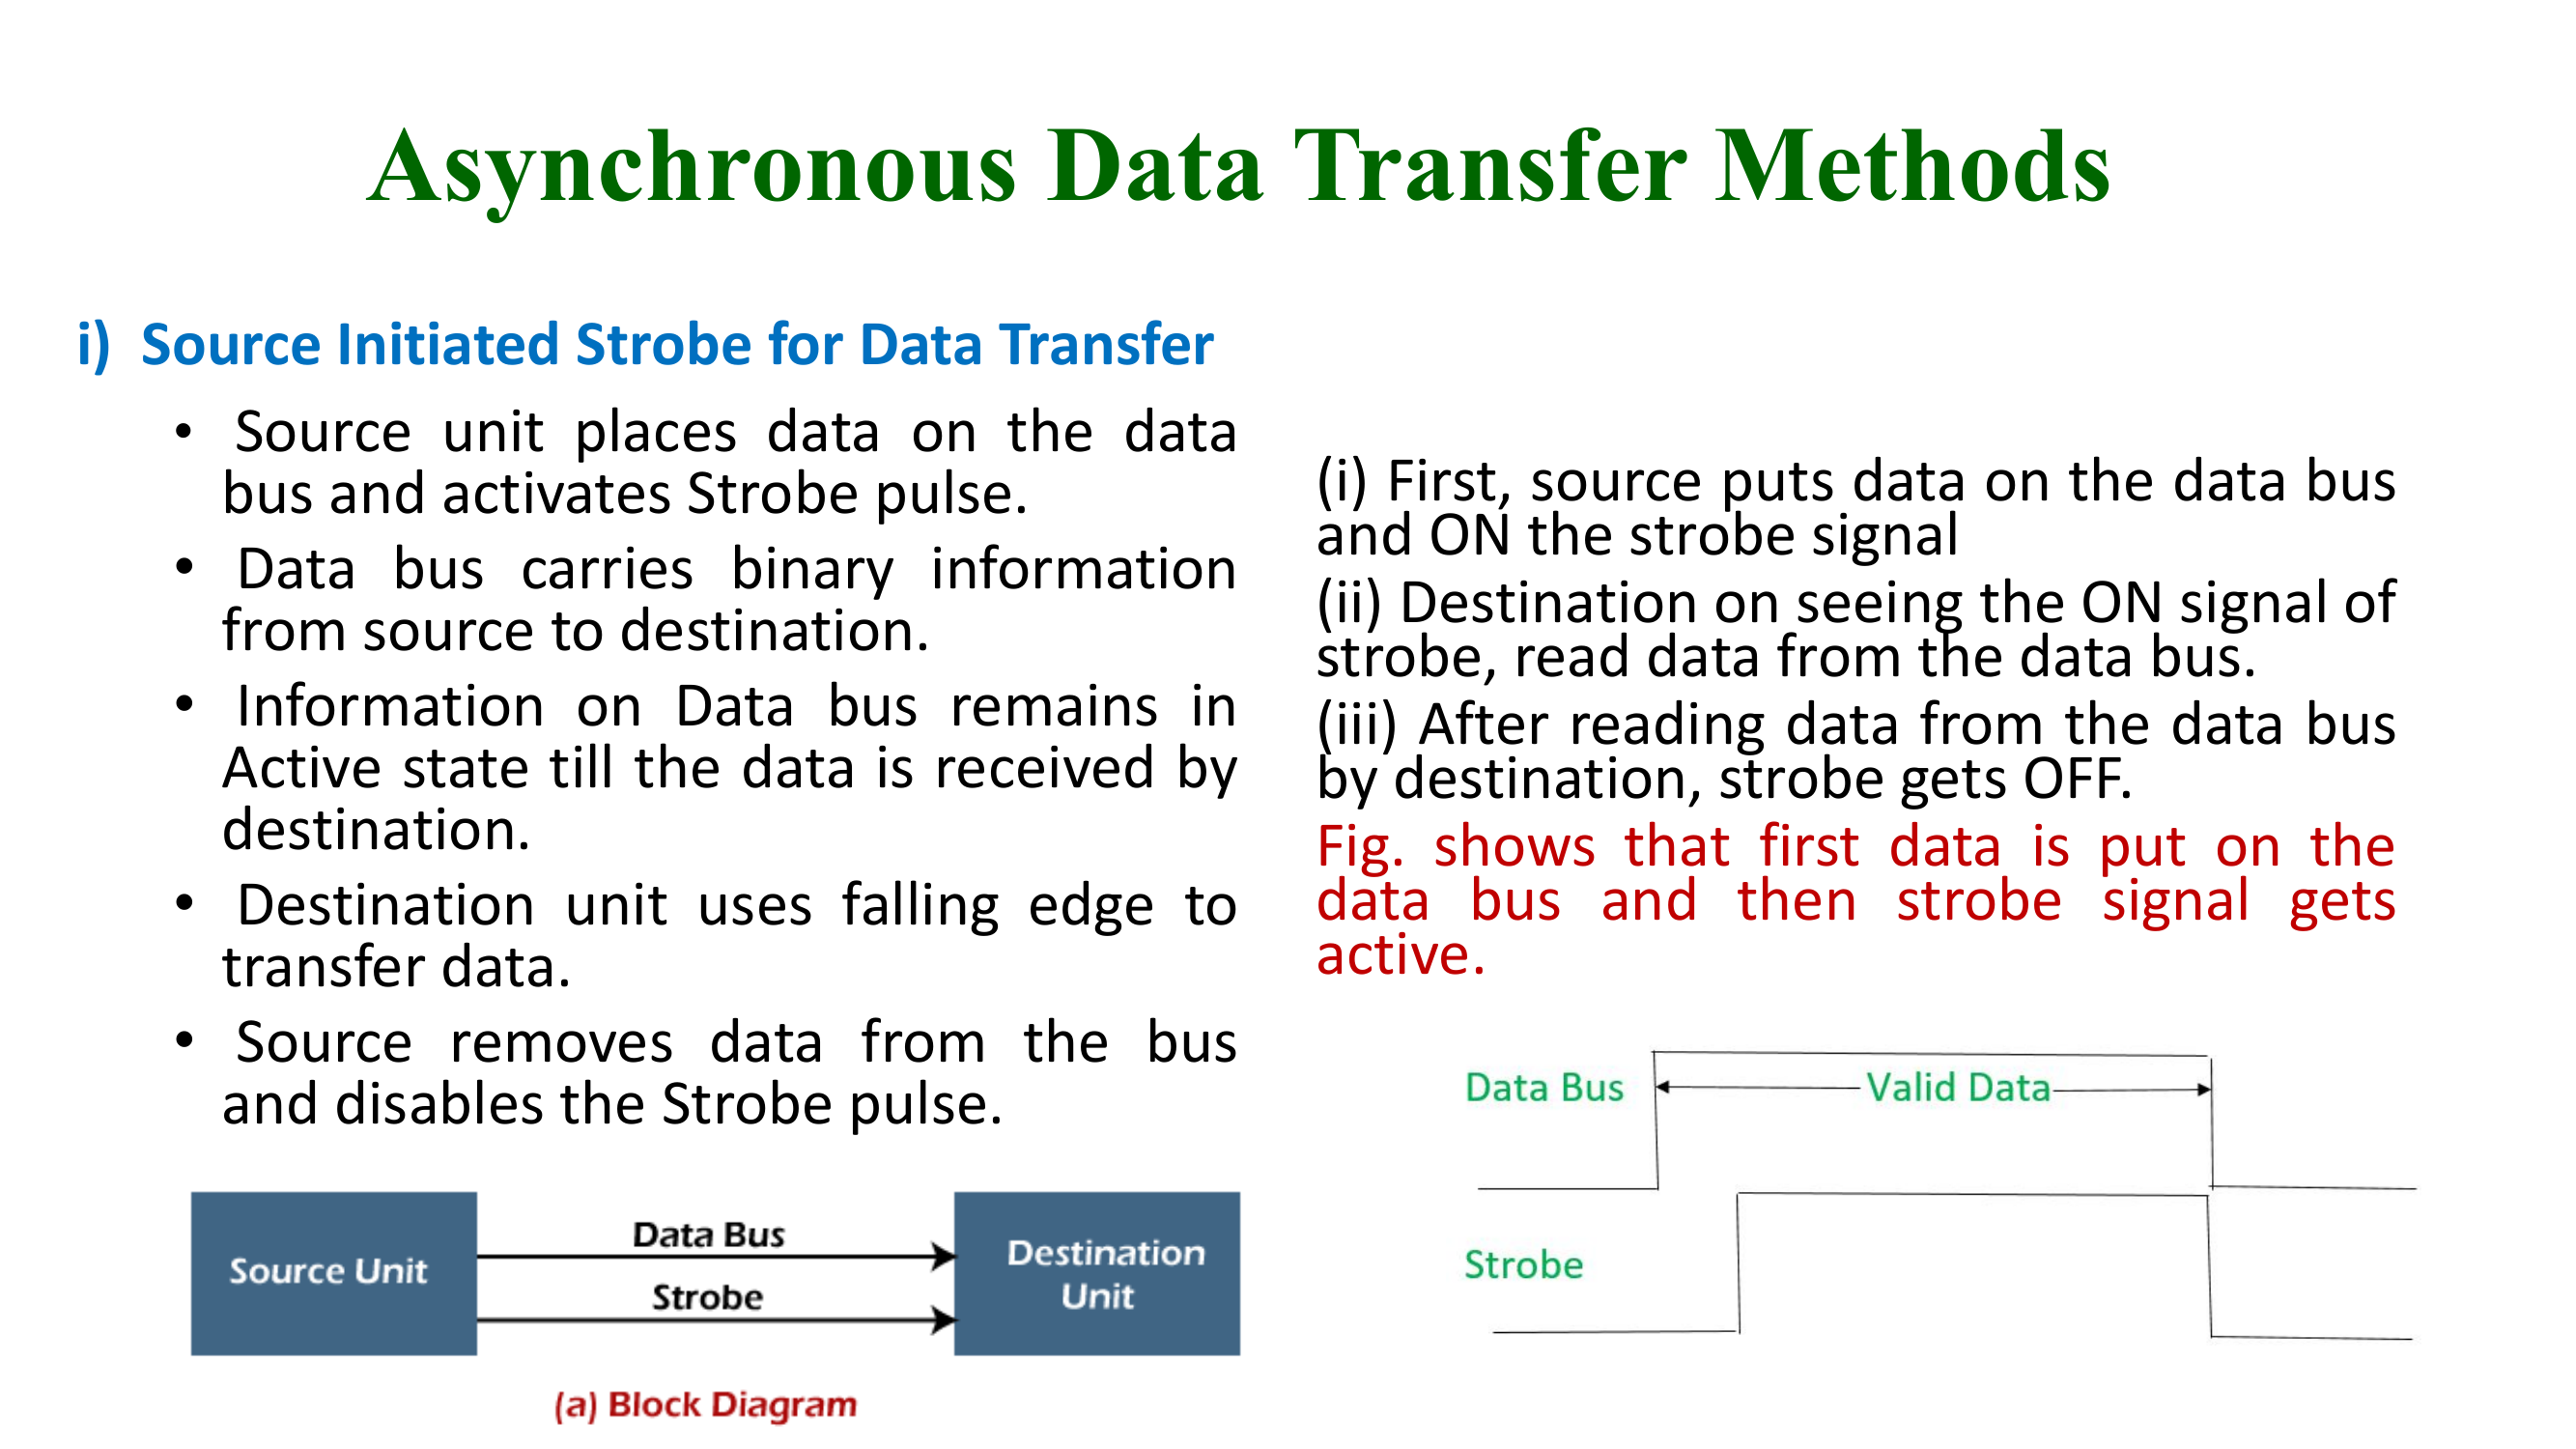 Asynchronous Data Transfer Methods
i) Source Initiated Strobe for Data Transfer
• Source unit places data on the data
bus and activates Strobe pulse.
• Data bus carries binary information
from source to destination.
• Information on Data bus remains in
Active state till the data is received by
destination.
• Destination unit uses falling edge to
transfer data.
• Source removes data from the bus
and disables the Strobe pulse.
Source Unit
Data Bus
Strobe
Destination
Unit
(a) Block Diagram
(i) First, source puts data on the data bus
and ON the strobe signal
(ii) Destination on seeing the ON signal of
strobe, read data from the data bus.
(iii) After reading data from the data bus
by destination, strobe gets OFF.
Fig. shows that first data is put on the
data bus and then strobe signal gets
active.
Data Bus
Valid Data
Strobe